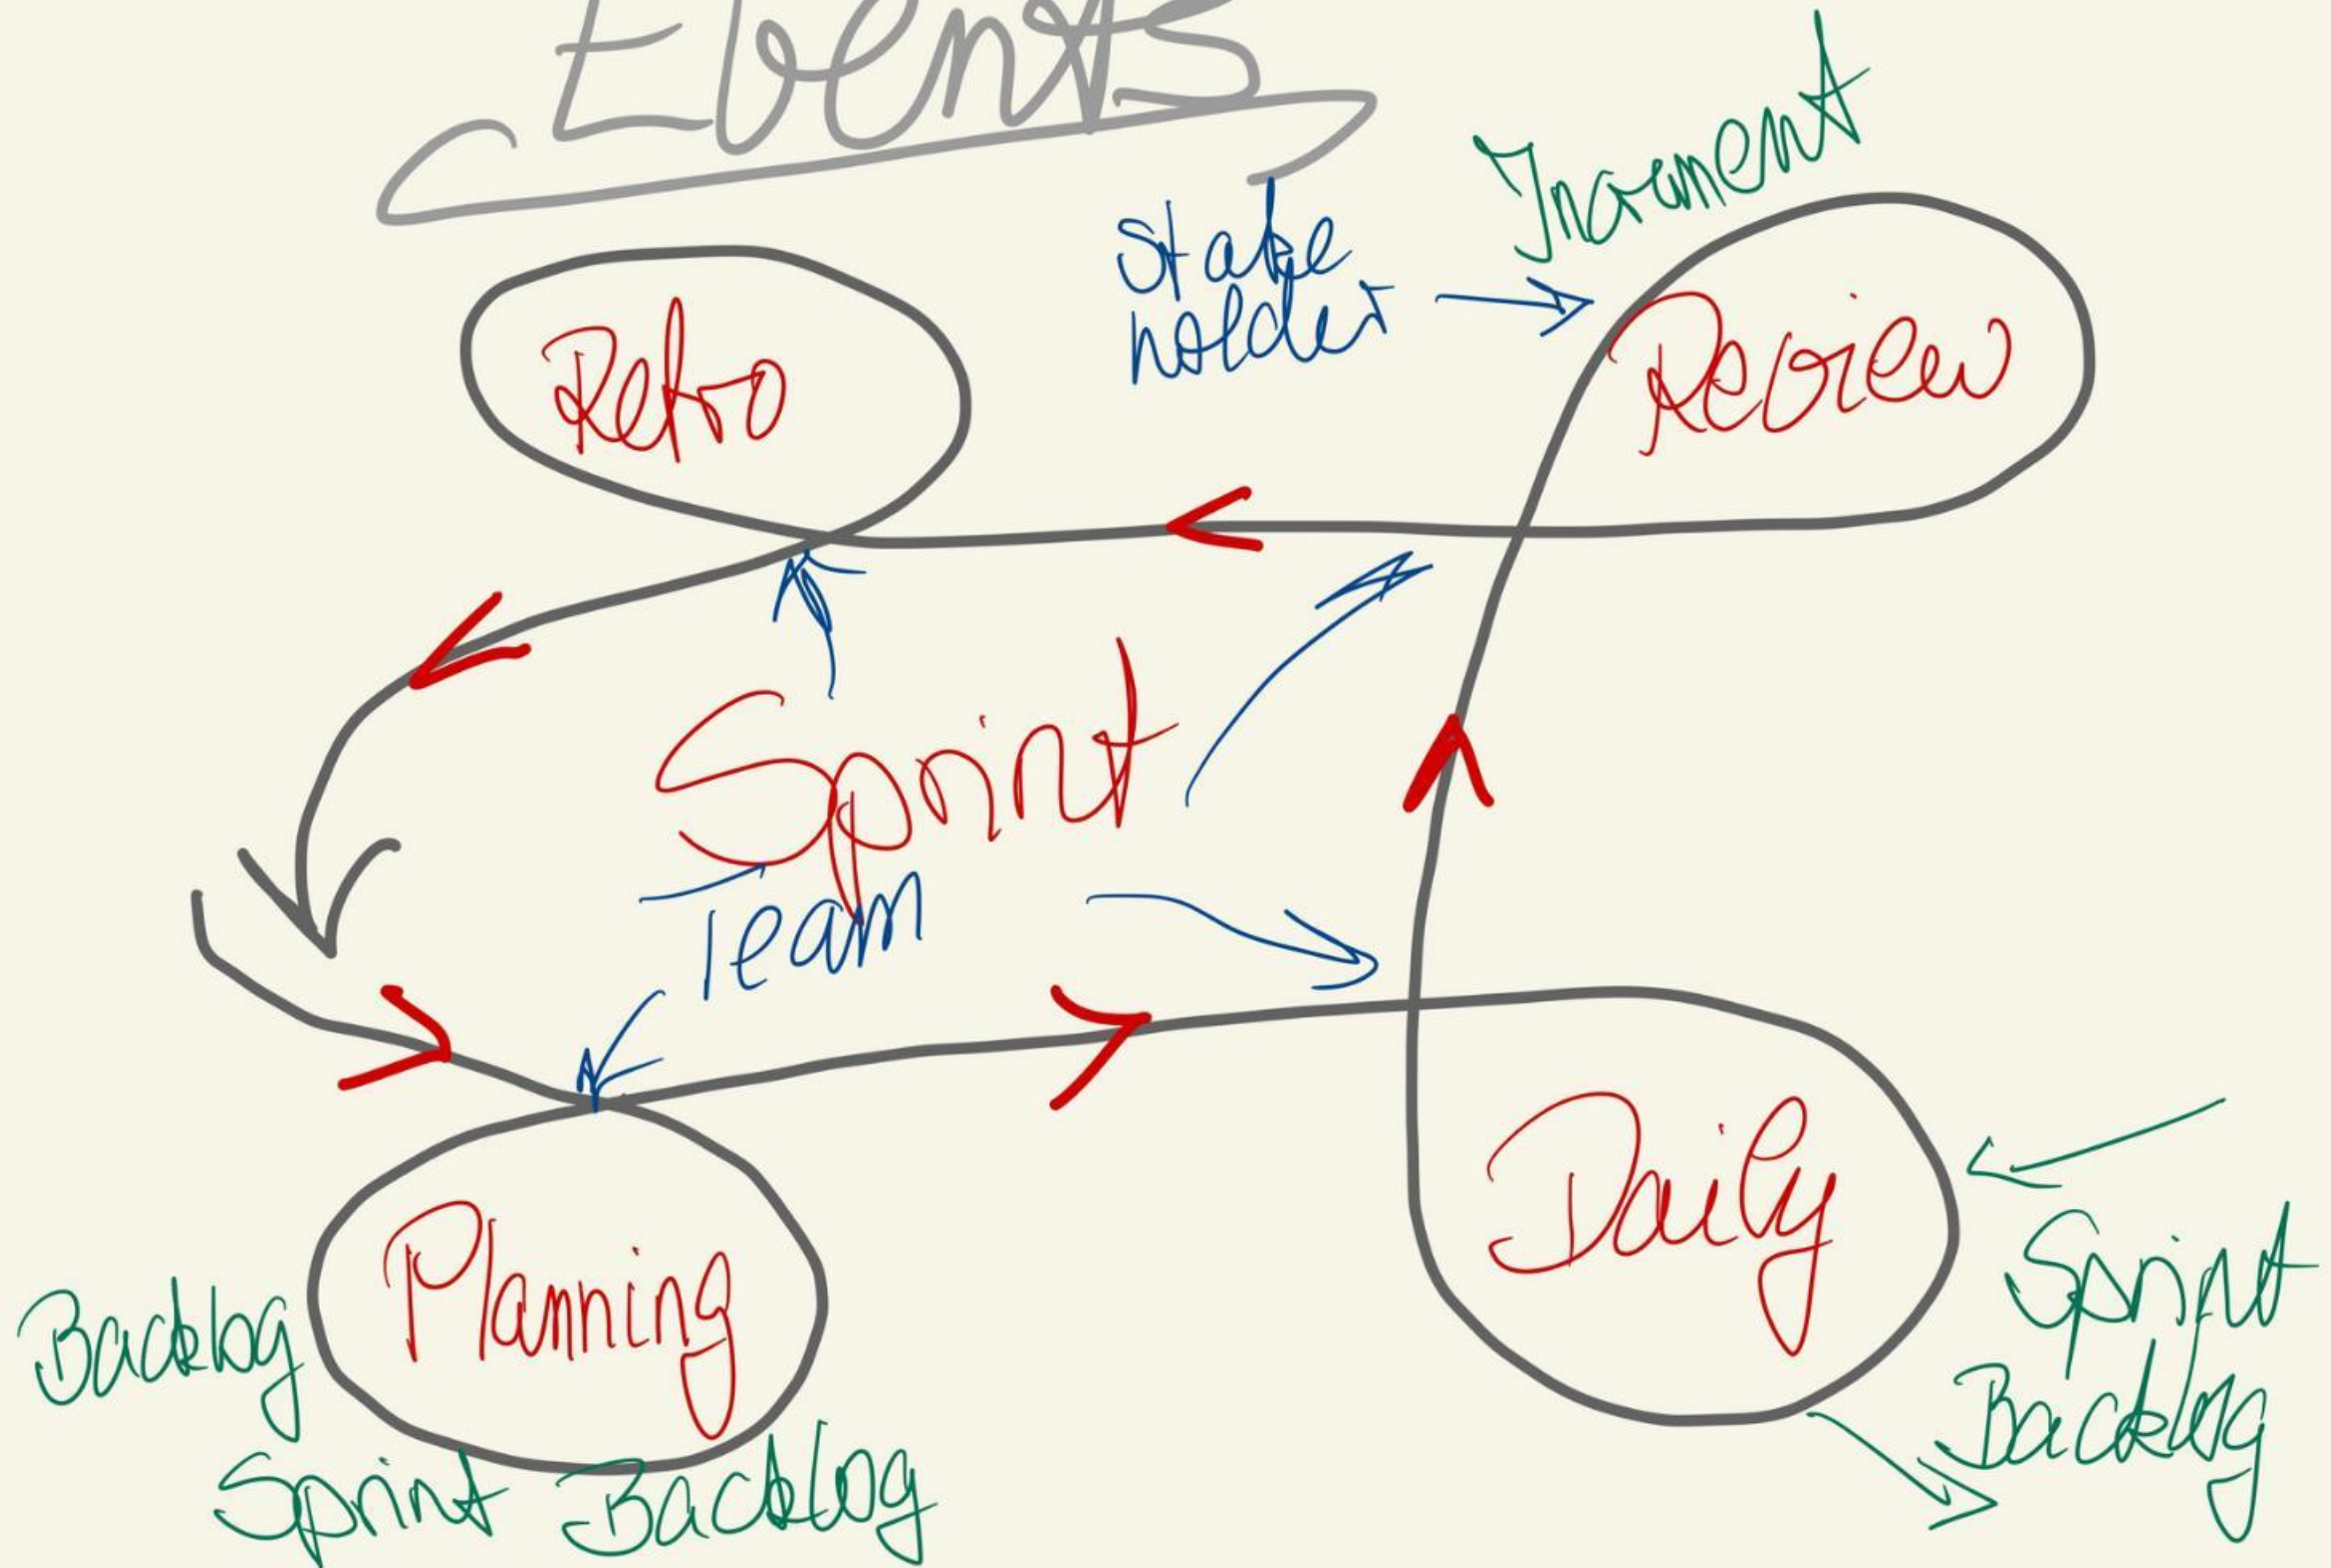 Events
Increment
Stake
holder
Retro
Review
Sprint
Team
Daily
Planning
Backlog
Sprint Backlog
Sprint
Backlog